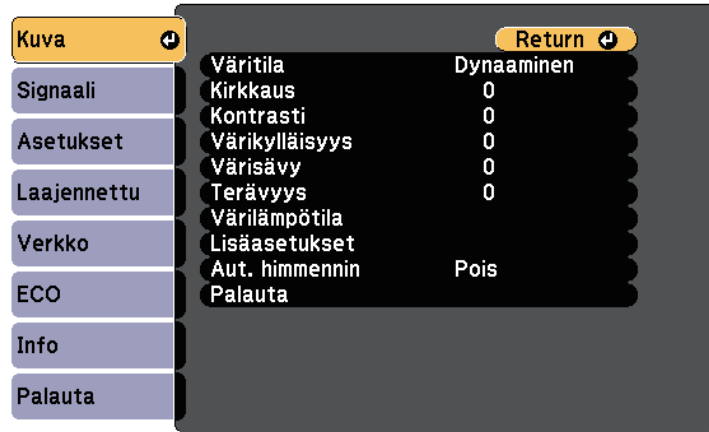 Kuva
Signaali
Asetukset
Laajennettu
Verkko
ECO
Info
Palauta
Return
Väritila Dynaaminen
Kirkkaus 0
Kontrasti 0
Värikylläisyys 0
Värisävy 0
Terävyys 0
Värilämpötila
Lisäasetukset
Aut. himmennin Pois
Palauta